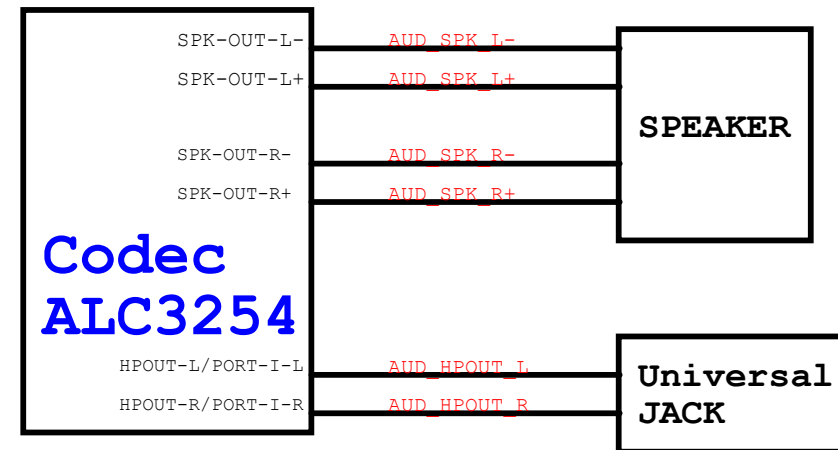 SPK-OUT-L- AUD_SPK_L-
SPK-OUT-L+ AUD_SPK_L+
SPEAKER
SPK-OUT-R- AUD_SPK_R-
SPK-OUT-R+ AUD_SPK_R+
Codec
ALC3254
HPOUT-L/PORT-I-L AUD_HPOUT_L
HPOUT-R/PORT-I-R AUD_HPOUT_R
Universal
JACK